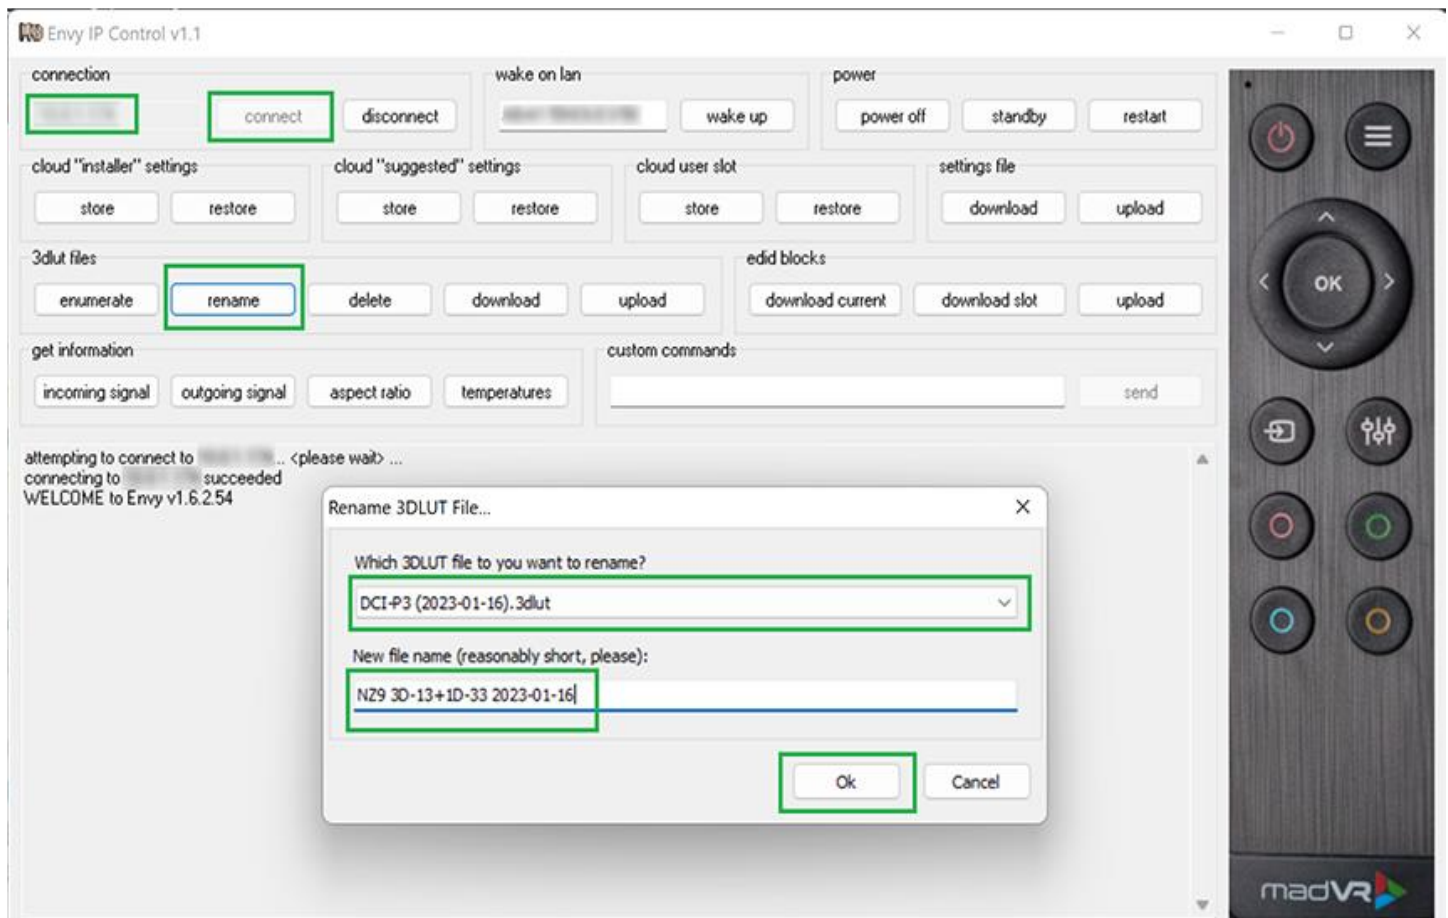 Envy IP Control v1.1
connection
wake on lan
power
connect
disconnect
wake up
power off
standby
restart
cloud "installer" settings
cloud "suggested" settings
cloud user slot
settings file
store
restore
store
restore
store
restore
download
upload
3dlut files
edid blocks
enumerate
rename
delete
download
upload
download current
download slot
upload
get information
custom commands
incoming signal
outgoing signal
aspect ratio
temperatures
send
attempting to connect to .. <please wait> ...
connecting to succeeded
WELCOME to Envy v1.6.2.54
Rename 3DLUT File...
Which 3DLUT file to you want to rename?
DCI-P3 (2023-01-16).3dlut
New file name (reasonably short, please):
NZ9 3D-13+1D-33 2023-01-16
Ok
Cancel
OK
madVR